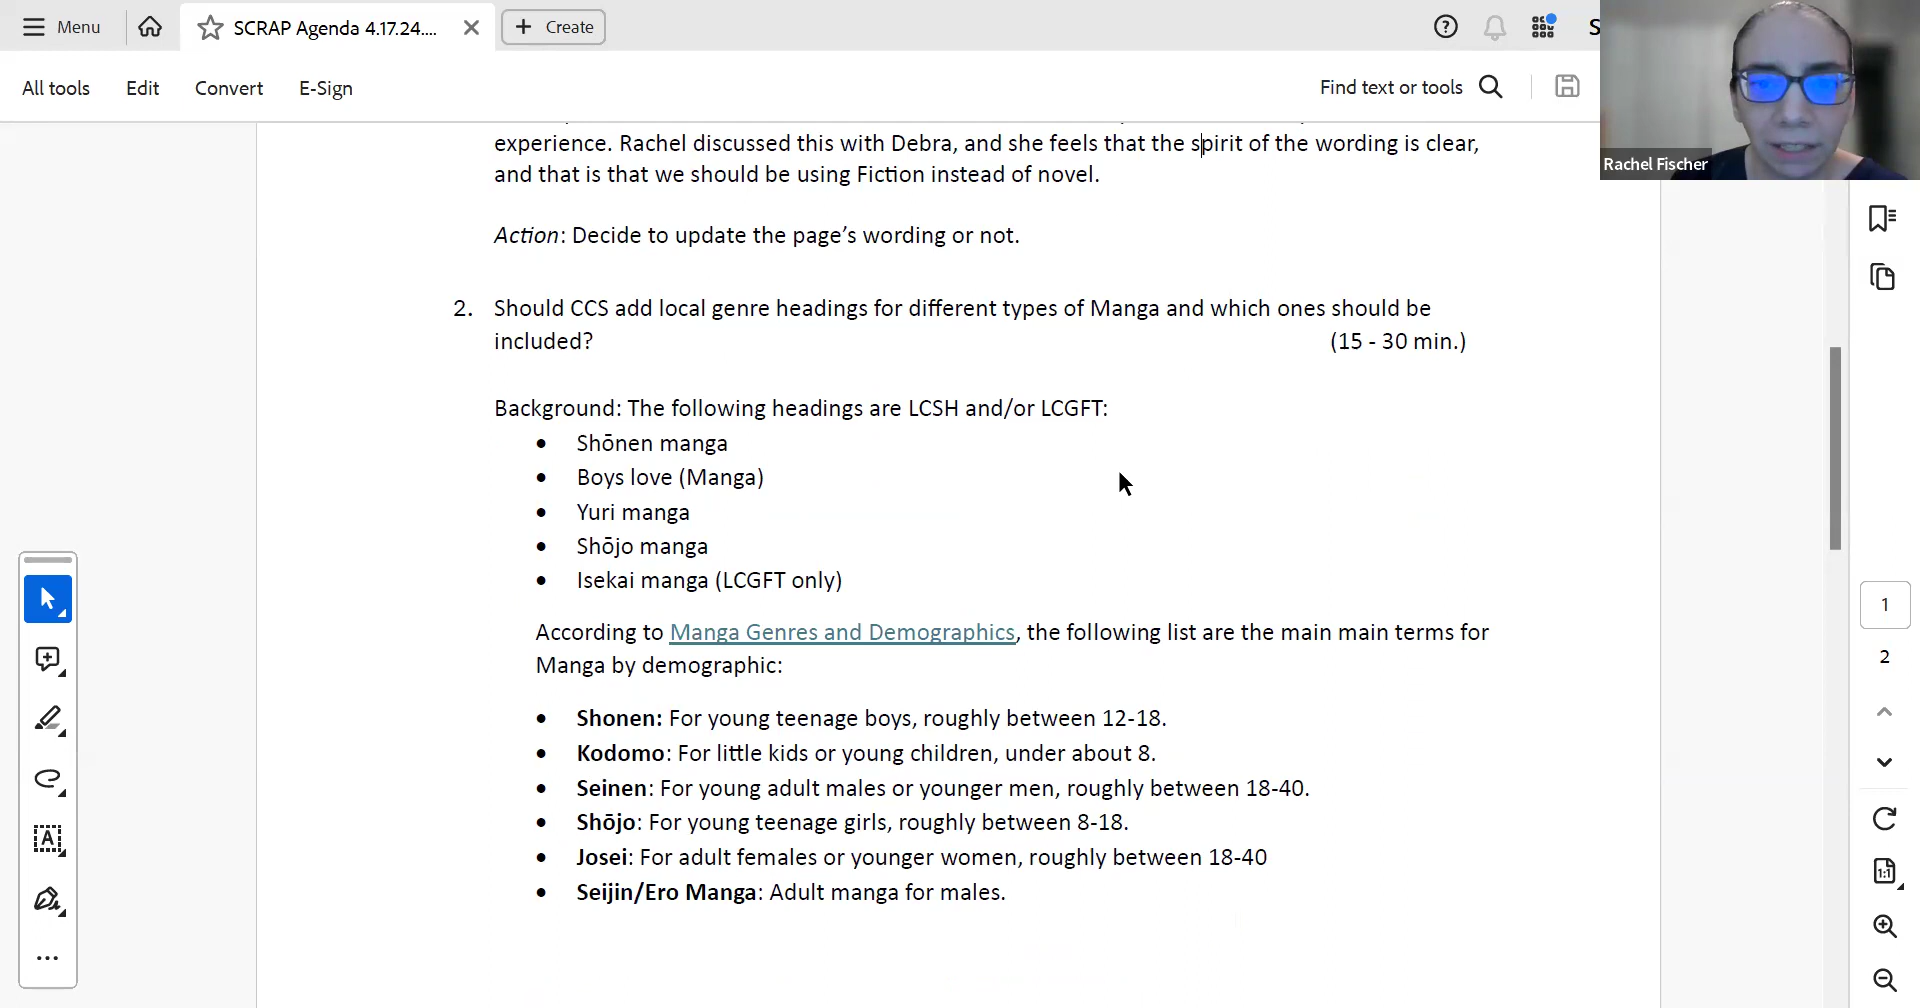 Menu
SCRAP Agenda 4.17.24....
Create
All tools
Edit
Convert
E-Sign
Find text or tools
Rachel Fischer
experience. Rachel discussed this with Debra, and she feels that the spirit of the wording is clear,
and that is that we should be using Fiction instead of novel.
Action: Decide to update the page’s wording or not.
2. Should CCS add local genre headings for different types of Manga and which ones should be
included? (15 - 30 min.)
Background: The following headings are LCSH and/or LCGFT:
• Shōnen manga
• Boys love (Manga)
• Yuri manga
• Shōjo manga
• Isekai manga (LCGFT only)
According to Manga Genres and Demographics, the following list are the main main terms for
Manga by demographic:
• Shonen: For young teenage boys, roughly between 12-18.
• Kodomo: For little kids or young children, under about 8.
• Seinen: For young adult males or younger men, roughly between 18-40.
• Shōjo: For young teenage girls, roughly between 8-18.
• Josei: For adult females or younger women, roughly between 18-40
• Seijin/Ero Manga: Adult manga for males.
1
2
1:1